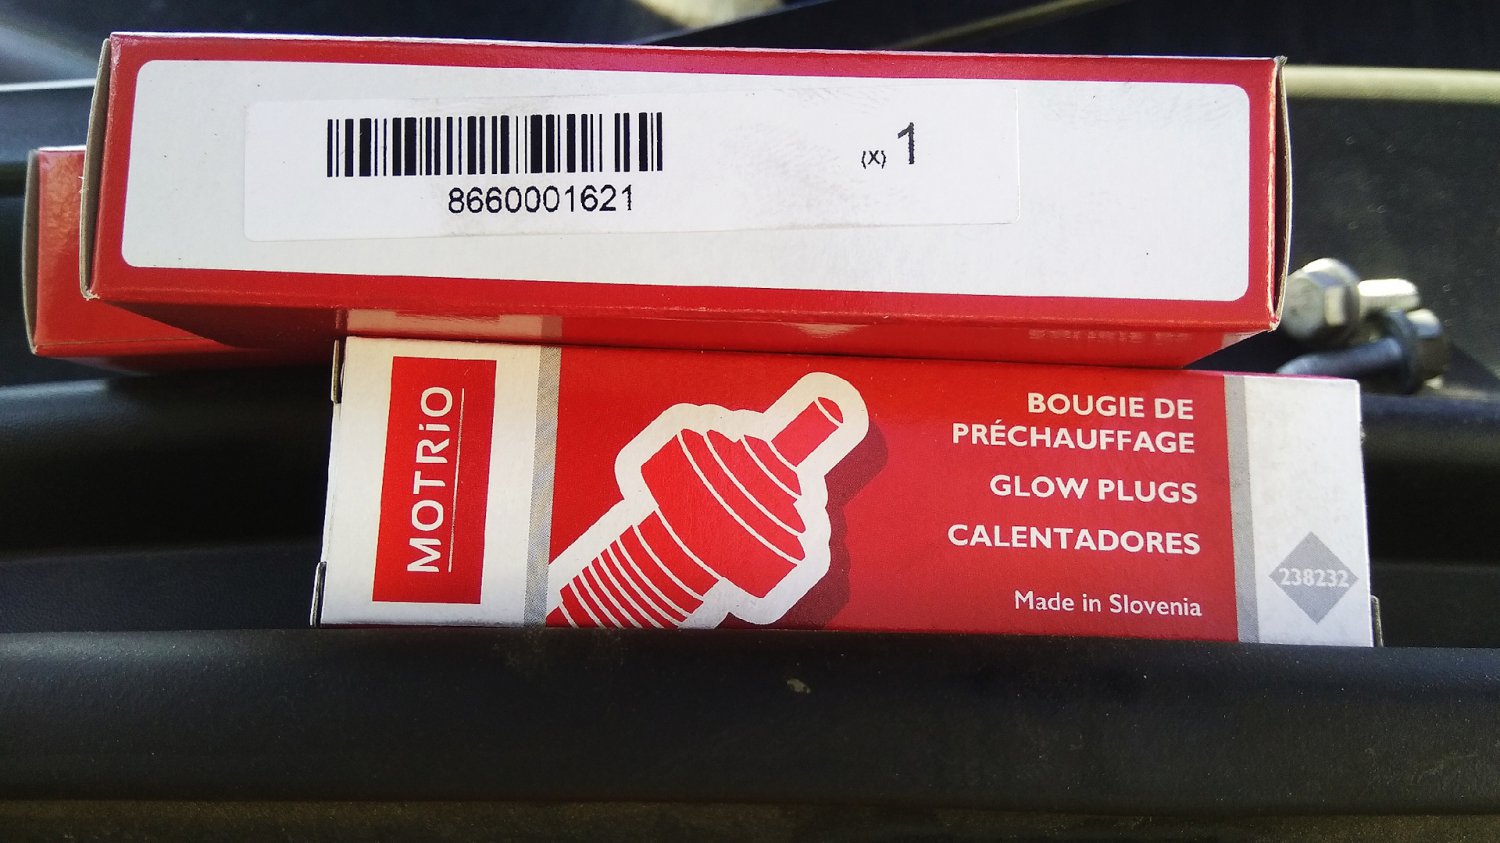 8660001621
(X) 1
MOTRiO
BOUGIE DE
PRÉCHAUFFAGE
GLOW PLUGS
CALENTADORES
Made in Slovenia
238232